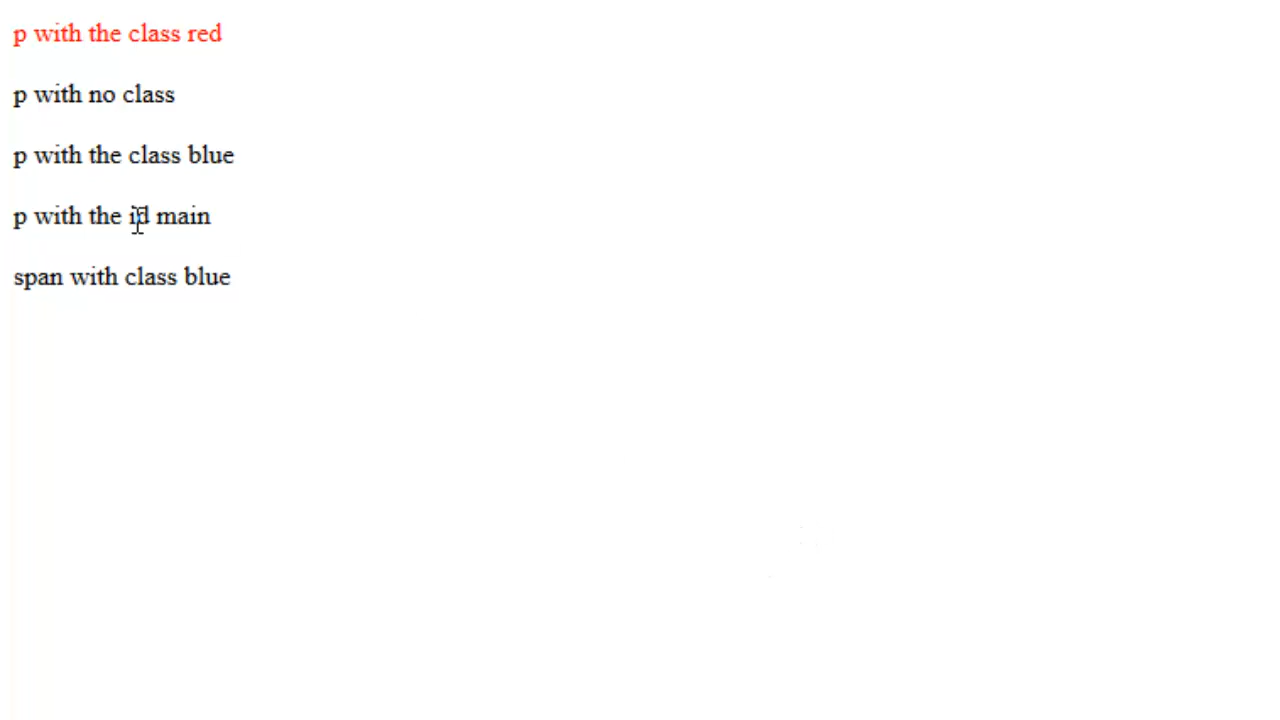 p with the class red
p with no class
p with the class blue
p with the id main
span with class blue